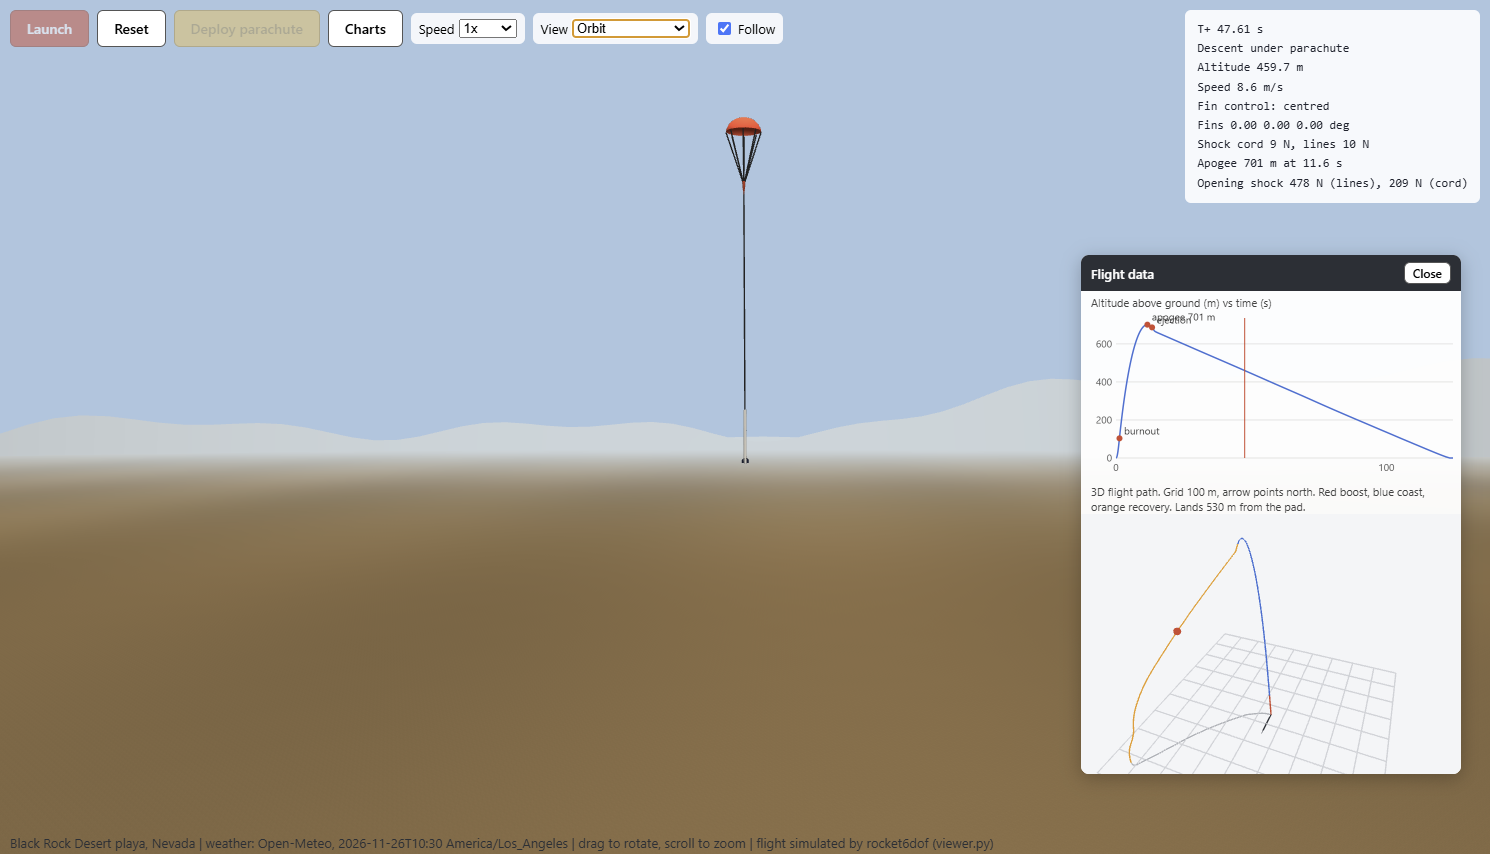 Launch
Reset
Deploy parachute
Charts
Speed 1x
View Orbit
Follow
T+ 47.61 s
Descent under parachute
Altitude 459.7 m
Speed 8.6 m/s
Fin control: centred
Fins 0.00 0.00 0.00 deg
Shock cord 9 N, lines 10 N
Apogee 701 m at 11.6 s
Opening shock 478 N (lines), 209 N (cord)
Flight data
Close
Altitude above ground (m) vs time (s)
apogee 701 m
ejection
600
400
200
burnout
0
0
100
3D flight path. Grid 100 m, arrow points north. Red boost, blue coast,
orange recovery. Lands 530 m from the pad.
Black Rock Desert playa, Nevada | weather: Open-Meteo, 2026-11-26T10:30 America/Los_Angeles | drag to rotate, scroll to zoom | flight simulated by rocket6dof (viewer.py)